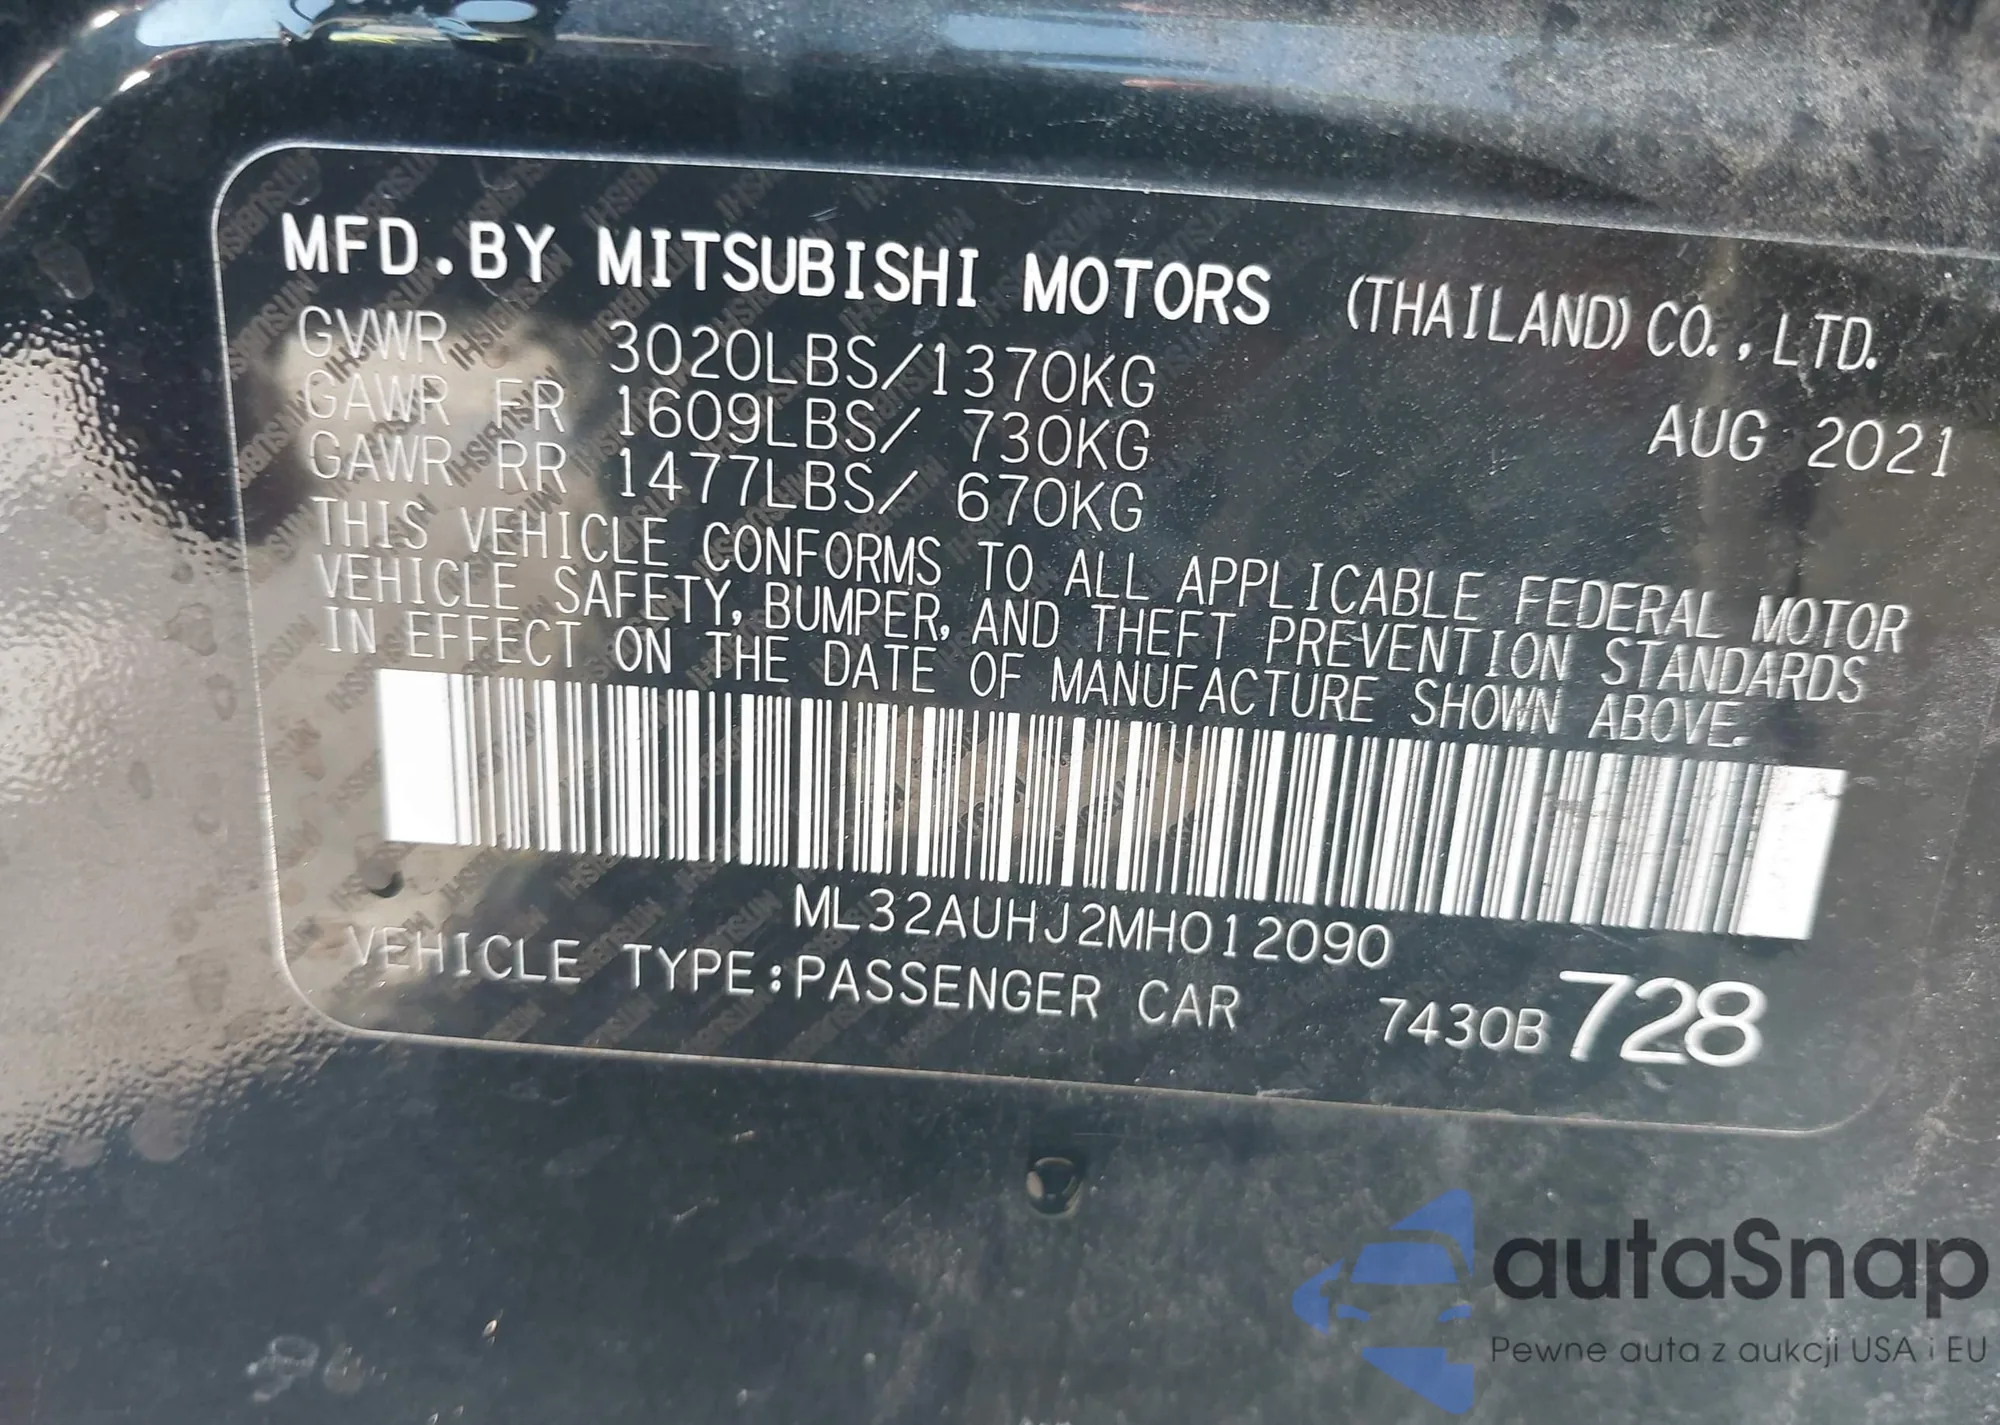 MFD.BY MITSUBISHI MOTORS (THAILAND) CO., LTD.
GVWR 3020LBS/1370KG
GAWR FR 1609LBS/ 730KG AUG 2021
GAWR RR 1477LBS/ 670KG
THIS VEHICLE CONFORMS TO ALL APPLICABLE FEDERAL MOTOR
VEHICLE SAFETY, BUMPER, AND THEFT PREVENTION STANDARDS
IN EFFECT ON THE DATE OF MANUFACTURE SHOWN ABOVE.
ML32AUHJ2MH012090
VEHICLE TYPE:PASSENGER CAR 7430B 728
autaSnap
Pewne auta z aukcji USA i EU